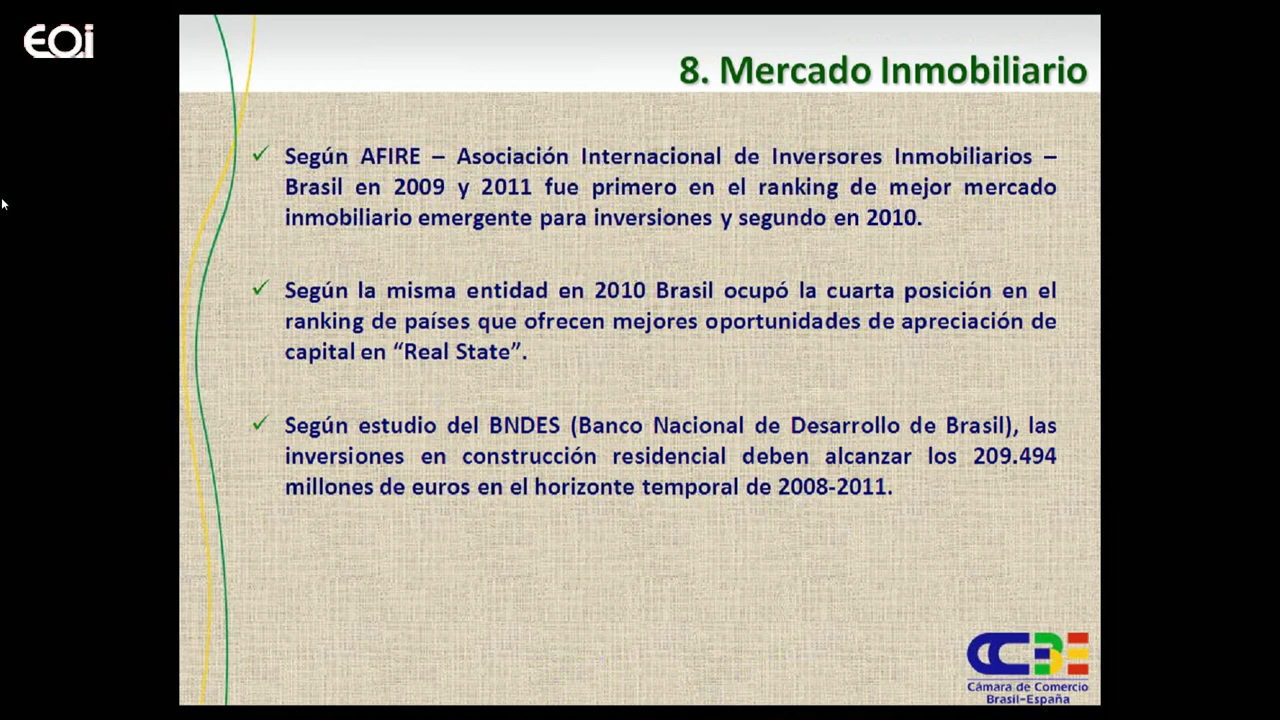 EOi
8. Mercado Inmobiliario
✓ Según AFIRE – Asociación Internacional de Inversores Inmobiliarios –
Brasil en 2009 y 2011 fue primero en el ranking de mejor mercado
inmobiliario emergente para inversiones y segundo en 2010.
✓ Según la misma entidad en 2010 Brasil ocupó la cuarta posición en el
ranking de países que ofrecen mejores oportunidades de apreciación de
capital en “Real State”.
✓ Según estudio del BNDES (Banco Nacional de Desarrollo de Brasil), las
inversiones en construcción residencial deben alcanzar los 209.494
millones de euros en el horizonte temporal de 2008-2011.
CCBE
Cámara de Comercio
Brasil-España